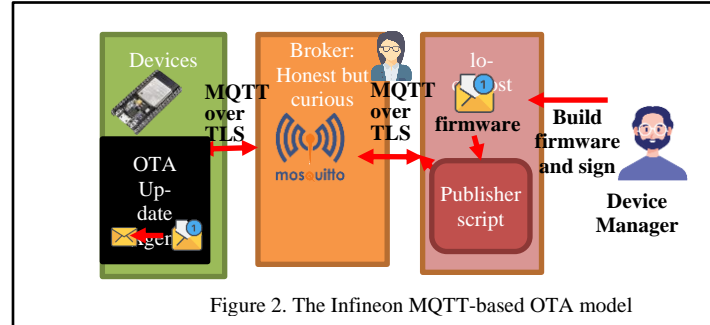 Devices
OTA
Up-
date
MQTT
over
TLS
Broker:
Honest but
curious
mosquitto
MQTT
over
TLS
lo-
firmware
Publisher
script
Build
firmware
and sign
Device
Manager
Figure 2. The Infineon MQTT-based OTA model